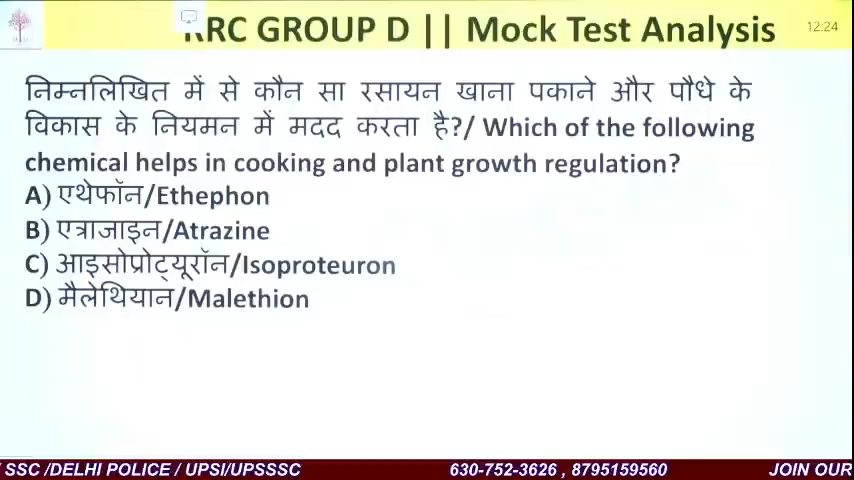 RRC GROUP D || Mock Test Analysis
12:24
निम्नलिखित में से कौन सा रसायन खाना पकाने और पौधे के
विकास के नियमन में मदद करता है?/ Which of the following
chemical helps in cooking and plant growth regulation?
A) एथेफॉन/Ethephon
B) एत्राजाइन/Atrazine
C) आइसोप्रोट्यूरॉन/Isoproteuron
D) मैलेथियान/Malethion
/ SSC /DELHI POLICE / UPSI/UPSSSC 630-752-3626 , 8795159560 JOIN OUR